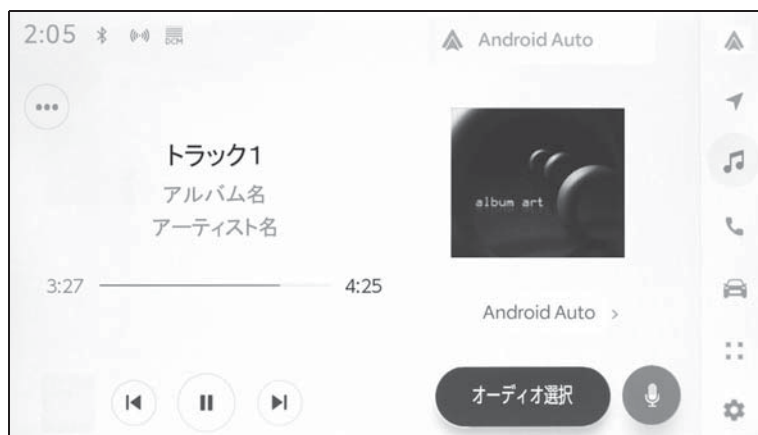 2:05
DCM
Android Auto
トラック1
アルバム名
アーティスト名
album art
3:27
4:25
Android Auto >
オーディオ選択